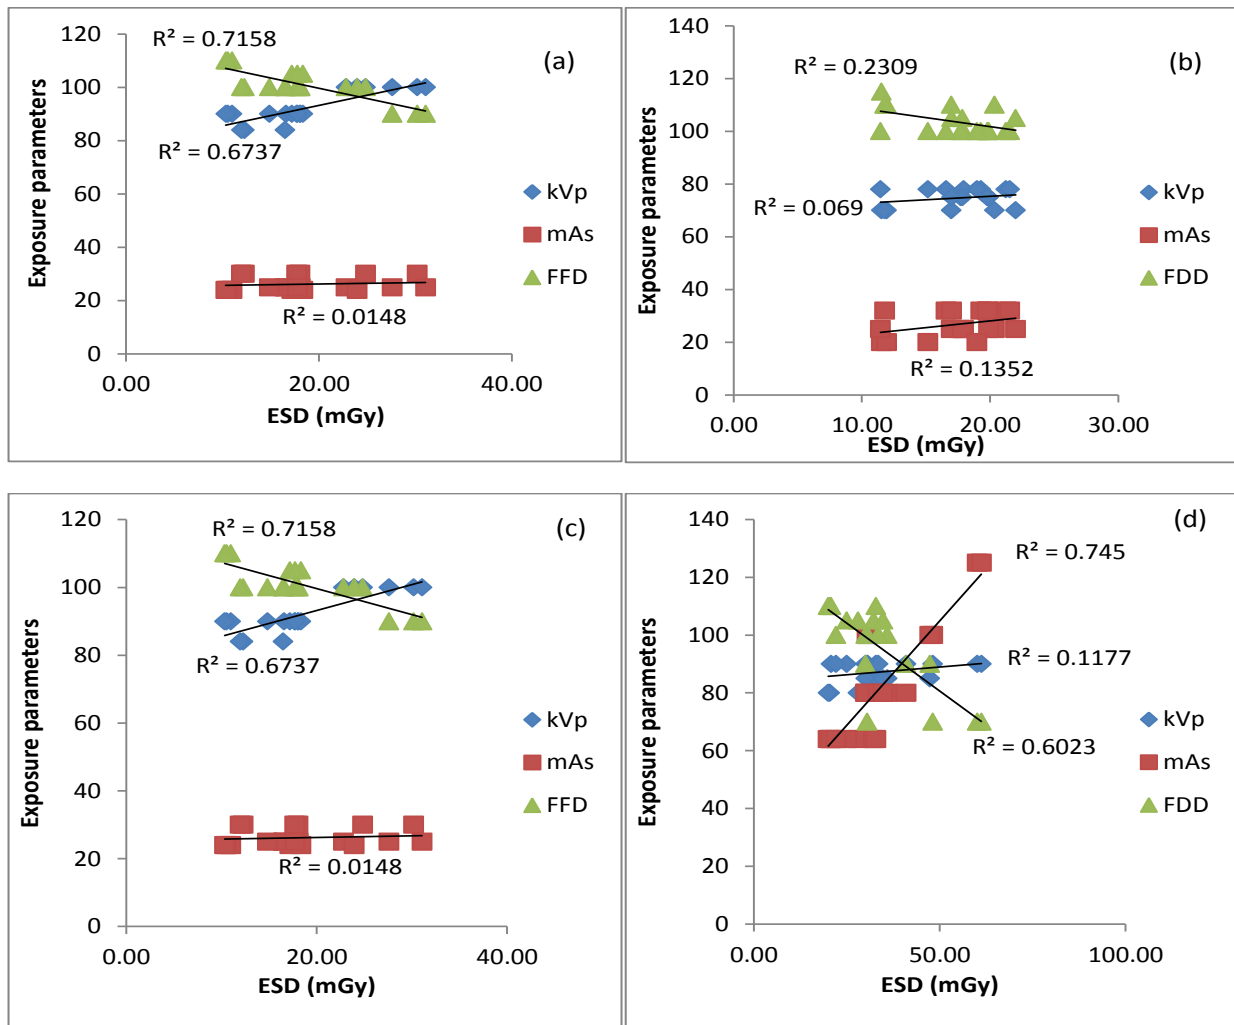 (a)
R² = 0.7158
R² = 0.6737
R² = 0.0148
Exposure parameters
120
100
80
60
40
20
0
0.00 20.00 40.00
ESD (mGy)
kVp
mAs
FFD
(b)
R² = 0.2309
R² = 0.069
R² = 0.1352
Exposure parameters
140
120
100
80
60
40
20
0
0.00 10.00 20.00 30.00
ESD (mGy)
kVp
mAs
FDD
(c)
R² = 0.7158
R² = 0.6737
R² = 0.0148
Exposure parameters
120
100
80
60
40
20
0
0.00 20.00 40.00
ESD (mGy)
kVp
mAs
FFD
(d)
R² = 0.745
R² = 0.1177
R² = 0.6023
Exposure parameters
140
120
100
80
60
40
20
0
0.00 50.00 100.00
ESD (mGy)
kVp
mAs
FDD